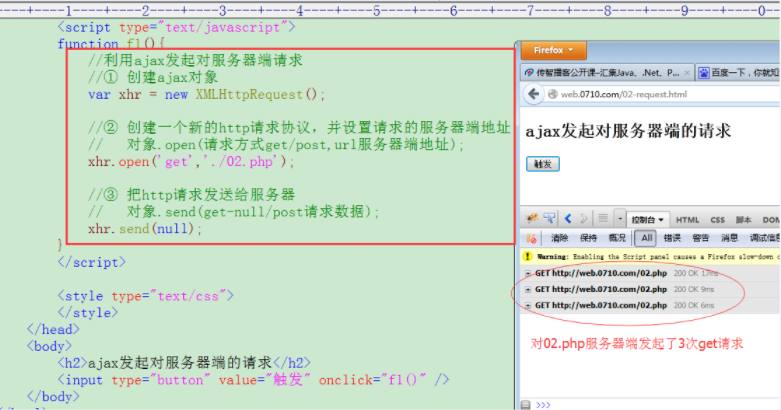 ----+----1----+----2----+----3----+----4----+----5----+----6----+----7----+----8----+----9----+----0--
<script type="text/javascript">
function f1(){
//利用ajax发起对服务器端请求
//① 创建ajax对象
var xhr = new XMLHttpRequest();
//② 创建一个新的http请求协议，并设置请求的服务器端地址
// 对象.open(请求方式get/post,url服务器端地址);
xhr.open('get','./02.php');
//③ 把http请求发送给服务器
// 对象.send(get-null/post请求数据);
xhr.send(null);
}
</script>
<style type="text/css">
</style>
</head>
<body>
<h2>ajax发起对服务器端的请求</h2>
<input type="button" value="触发" onclick="f1()" />
</body>
Firefox
传智播客公开课-汇集Java、.Net、P... × 百度一下，你就知
web.0710.com/02-request.html
ajax发起对服务器端的请求
触发
控制台 HTML CSS 脚本 DOM
清除 保持 概况 All 错误 警告 消息 调试信息
Warning: Enabling the Script panel causes a Firefox slow-down
GET http://web.0710.com/02.php 200 OK 17ms
GET http://web.0710.com/02.php 200 OK 9ms
GET http://web.0710.com/02.php 200 OK 6ms
对02.php服务器端发起了3次get请求
>>>